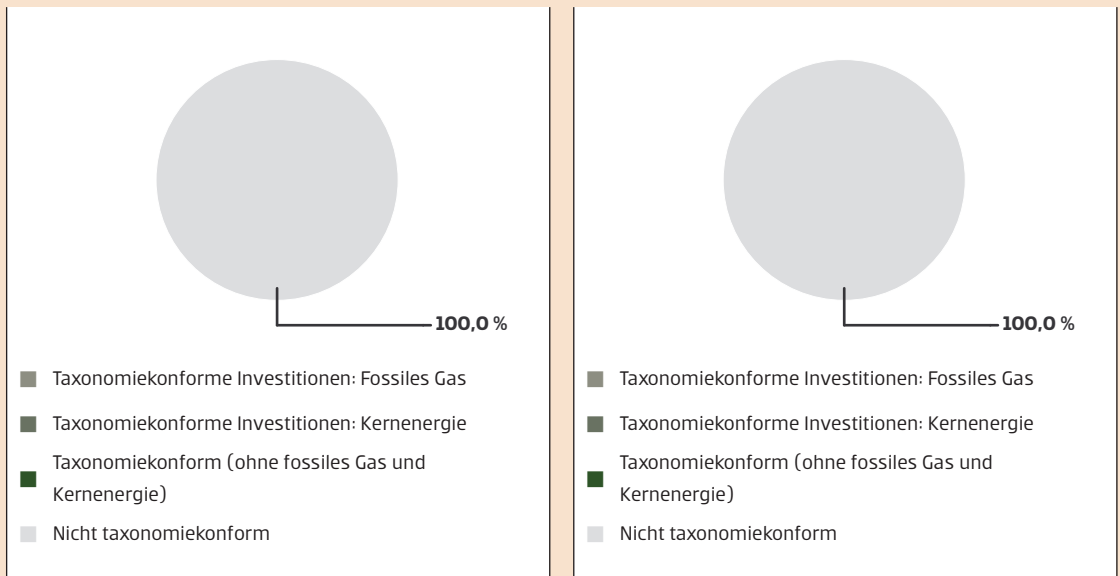 100,0 %
Taxonomiekonforme Investitionen: Fossiles Gas
Taxonomiekonforme Investitionen: Kernenergie
Taxonomiekonform (ohne fossiles Gas und
Kernenergie)
Nicht taxonomiekonform
100,0 %
Taxonomiekonforme Investitionen: Fossiles Gas
Taxonomiekonforme Investitionen: Kernenergie
Taxonomiekonform (ohne fossiles Gas und
Kernenergie)
Nicht taxonomiekonform